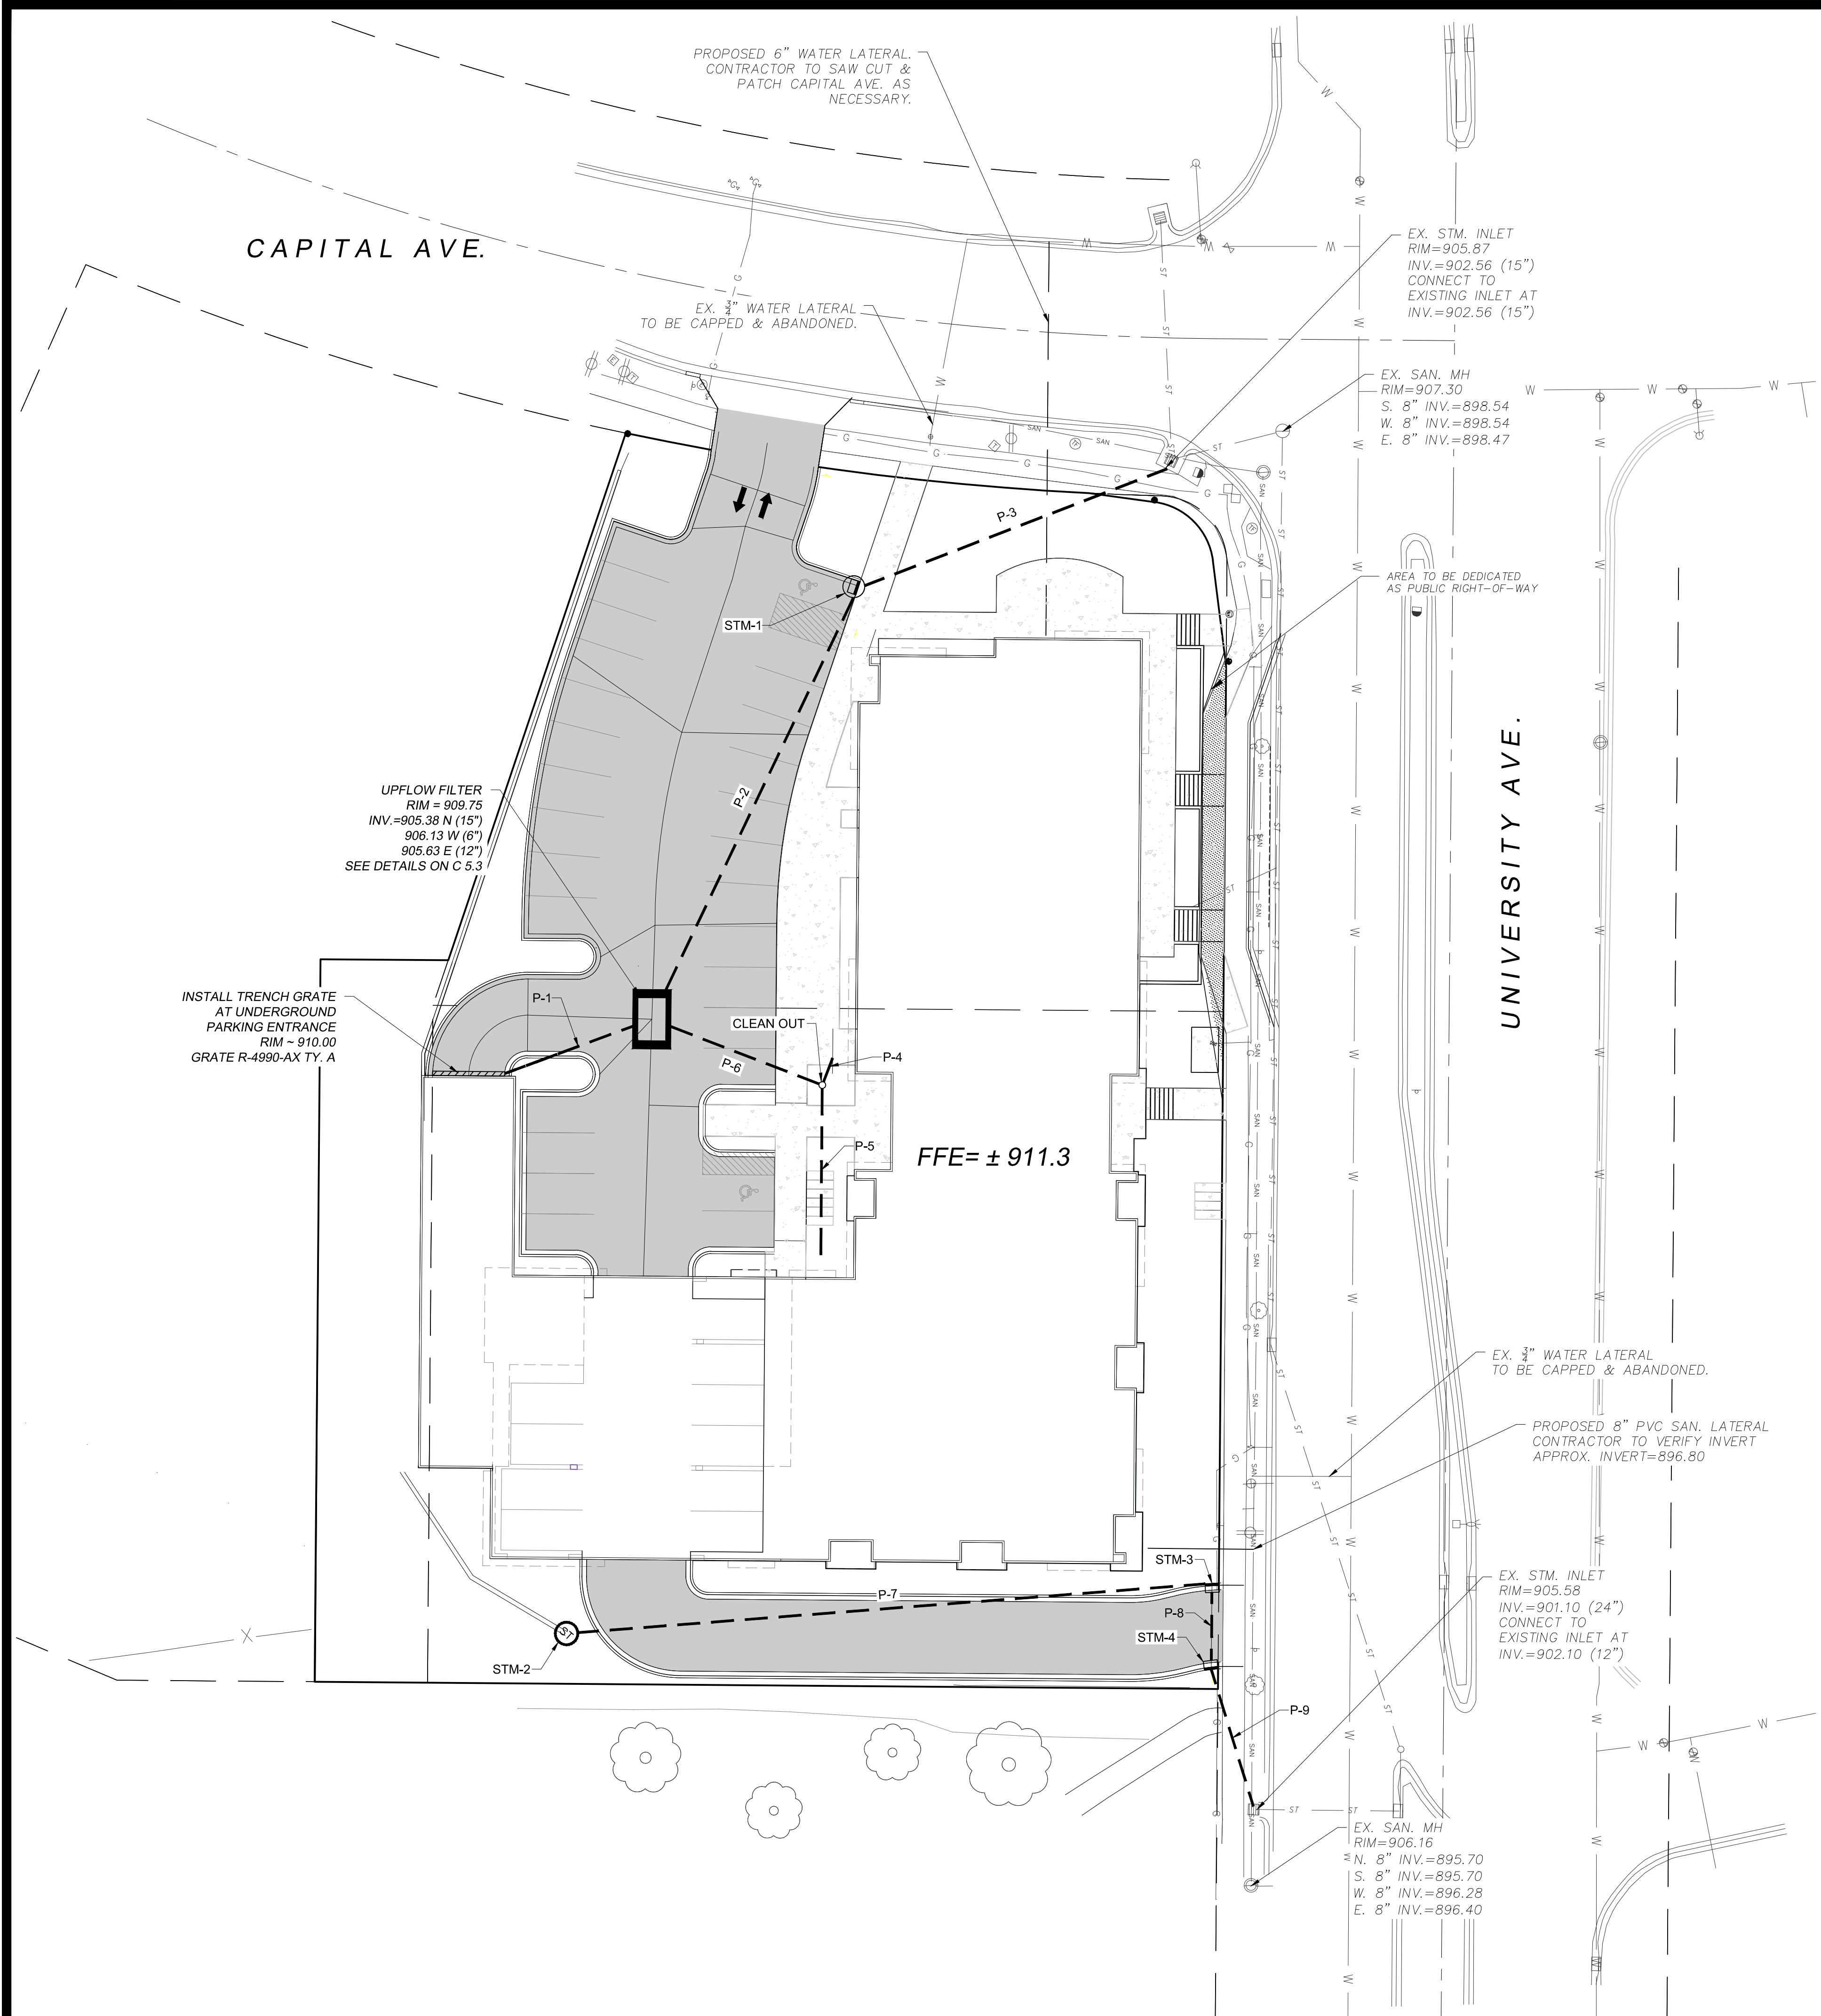 PROPOSED 6" WATER LATERAL.
CONTRACTOR TO SAW CUT &
PATCH CAPITAL AVE. AS
NECESSARY.
CAPITAL AVE.
EX. STM. INLET
RIM=905.87
INV.=902.56 (15")
CONNECT TO
EXISTING INLET AT
INV.=902.56 (15")
EX. 3/4" WATER LATERAL
TO BE CAPPED & ABANDONED.
EX. SAN. MH
RIM=907.30
S. 8" INV.=898.54
W. 8" INV.=898.54
E. 8" INV.=898.47
P-3
AREA TO BE DEDICATED
AS PUBLIC RIGHT-OF-WAY
STM-1
UNIVERSITY AVE.
P-2
UPFLOW FILTER
RIM = 909.75
INV.=905.38 N (15")
906.13 W (6")
905.63 E (12")
SEE DETAILS ON C 5.3
INSTALL TRENCH GRATE
AT UNDERGROUND
PARKING ENTRANCE
RIM ~ 910.00
GRATE R-4990-AX TY. A
P-1
CLEAN OUT
P-6
P-4
P-5
FFE= ± 911.3
EX. 3/4" WATER LATERAL
TO BE CAPPED & ABANDONED.
PROPOSED 8" PVC SAN. LATERAL
CONTRACTOR TO VERIFY INVERT
APPROX. INVERT=896.80
STM-3
P-7
P-8
STM-4
STM-2
ST
EX. STM. INLET
RIM=905.58
INV.=901.10 (24")
CONNECT TO
EXISTING INLET AT
INV.=902.10 (12")
P-9
EX. SAN. MH
RIM=906.16
N. 8" INV.=895.70
S. 8" INV.=895.70
W. 8" INV.=896.28
E. 8" INV.=896.40